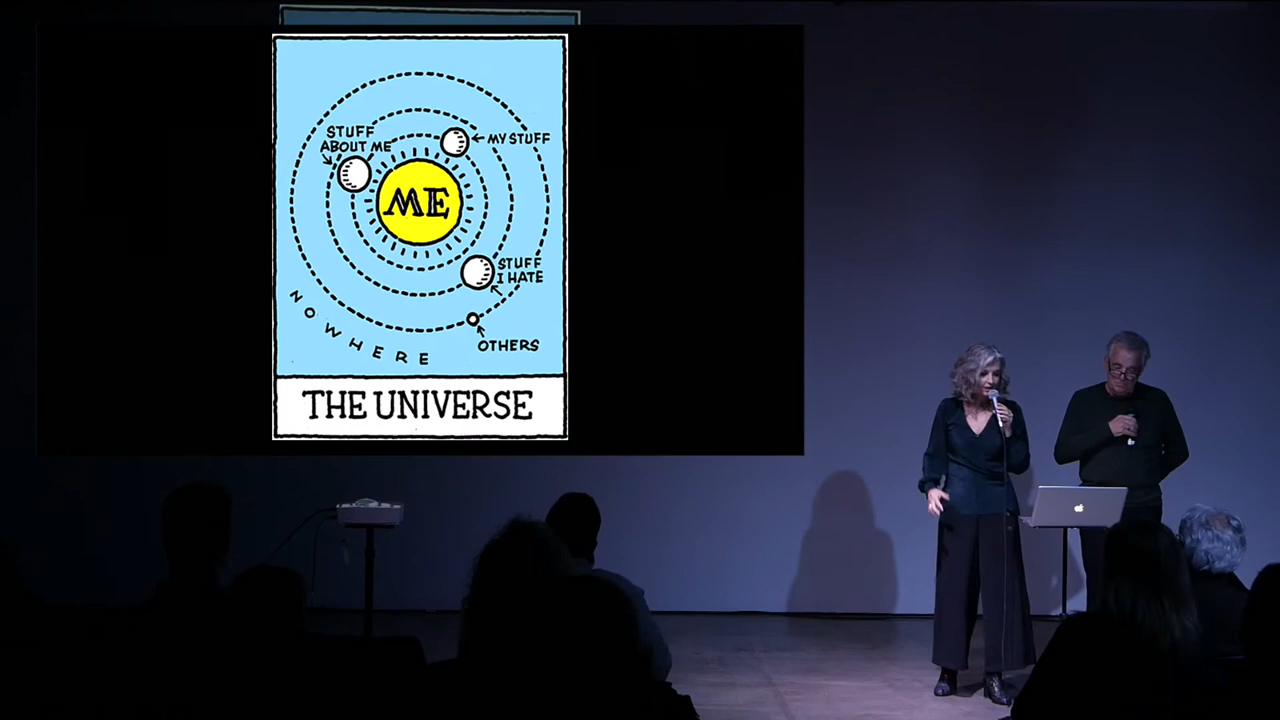 STUFF
ABOUT ME
MY STUFF
ME
STUFF
I HATE
OTHERS
NOWHERE
THE UNIVERSE